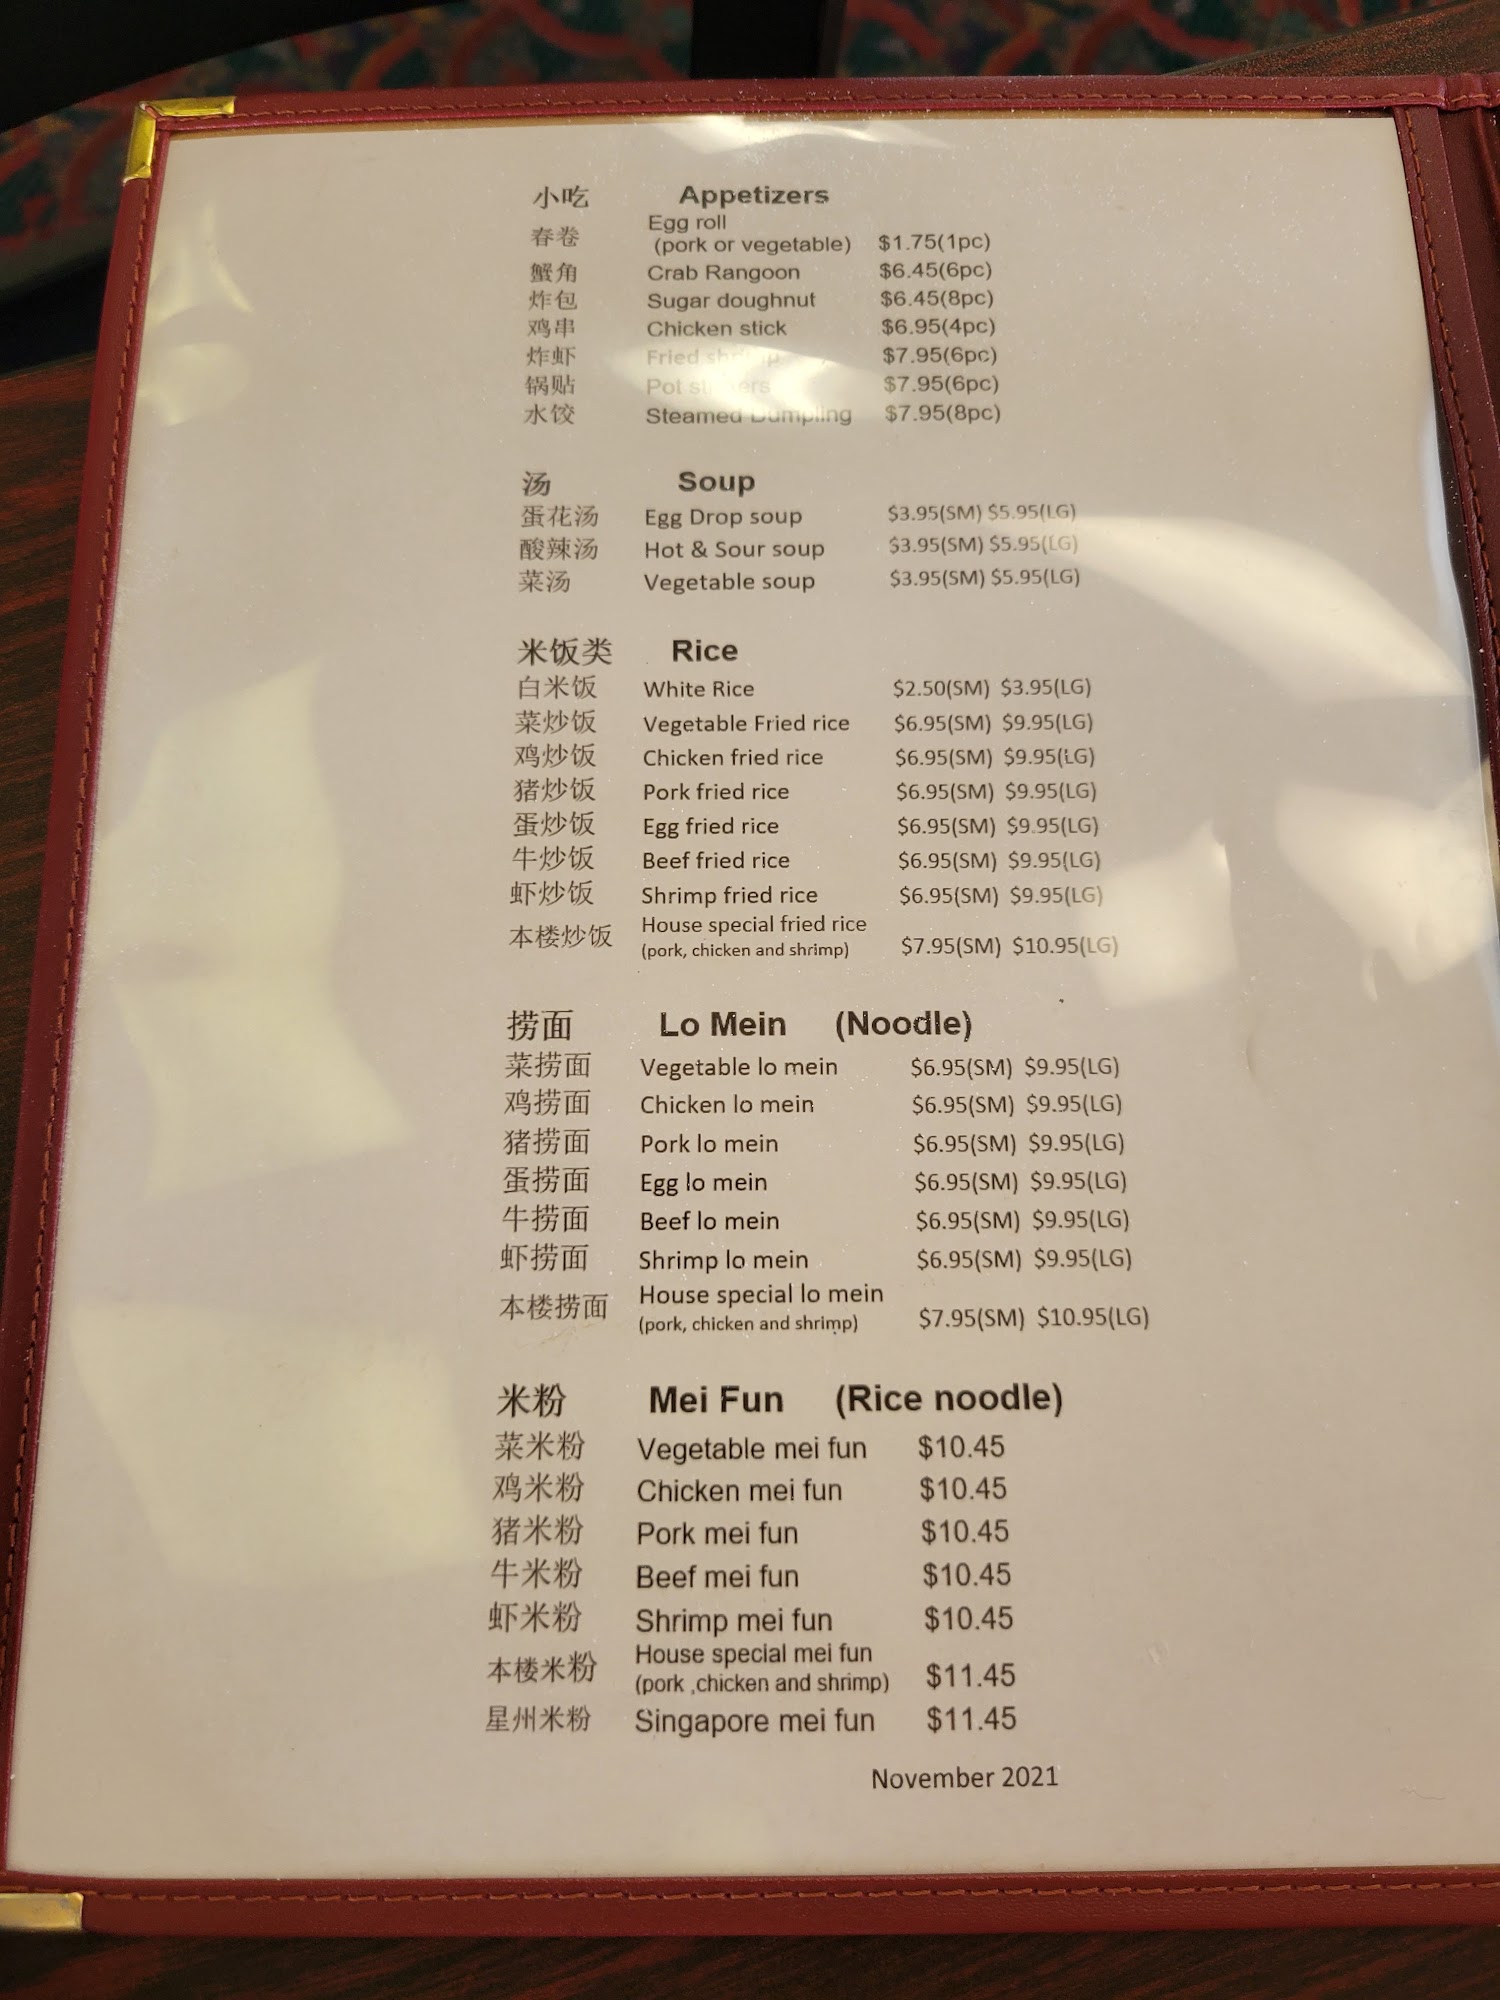 小吃 Appetizers
春卷 Egg roll
(pork or vegetable) $1.75(1pc)
蟹角 Crab Rangoon $6.45(6pc)
炸包 Sugar doughnut $6.45(8pc)
鸡串 Chicken stick $6.95(4pc)
炸虾 Fried $7.95(6pc)
锅贴 Pot $7.95(6pc)
水饺 Steamed Dumpling $7.95(8pc)
汤 Soup
蛋花汤 Egg Drop soup $3.95(SM) $5.95(LG)
酸辣汤 Hot & Sour soup $3.95(SM) $5.95(LG)
菜汤 Vegetable soup $3.95(SM) $5.95(LG)
米饭类 Rice
白米饭 White Rice $2.50(SM) $3.95(LG)
菜炒饭 Vegetable Fried rice $6.95(SM) $9.95(LG)
鸡炒饭 Chicken fried rice $6.95(SM) $9.95(LG)
猪炒饭 Pork fried rice $6.95(SM) $9.95(LG)
蛋炒饭 Egg fried rice $6.95(SM) $9.95(LG)
牛炒饭 Beef fried rice $6.95(SM) $9.95(LG)
虾炒饭 Shrimp fried rice $6.95(SM) $9.95(LG)
本楼炒饭 House special fried rice
(pork, chicken and shrimp) $7.95(SM) $10.95(LG)
捞面 Lo Mein (Noodle)
菜捞面 Vegetable lo mein $6.95(SM) $9.95(LG)
鸡捞面 Chicken lo mein $6.95(SM) $9.95(LG)
猪捞面 Pork lo mein $6.95(SM) $9.95(LG)
蛋捞面 Egg lo mein $6.95(SM) $9.95(LG)
牛捞面 Beef lo mein $6.95(SM) $9.95(LG)
虾捞面 Shrimp lo mein $6.95(SM) $9.95(LG)
本楼捞面 House special lo mein
(pork, chicken and shrimp) $7.95(SM) $10.95(LG)
米粉 Mei Fun (Rice noodle)
菜米粉 Vegetable mei fun $10.45
鸡米粉 Chicken mei fun $10.45
猪米粉 Pork mei fun $10.45
牛米粉 Beef mei fun $10.45
虾米粉 Shrimp mei fun $10.45
本楼米粉 House special mei fun
(pork ,chicken and shrimp) $11.45
星州米粉 Singapore mei fun $11.45
November 2021